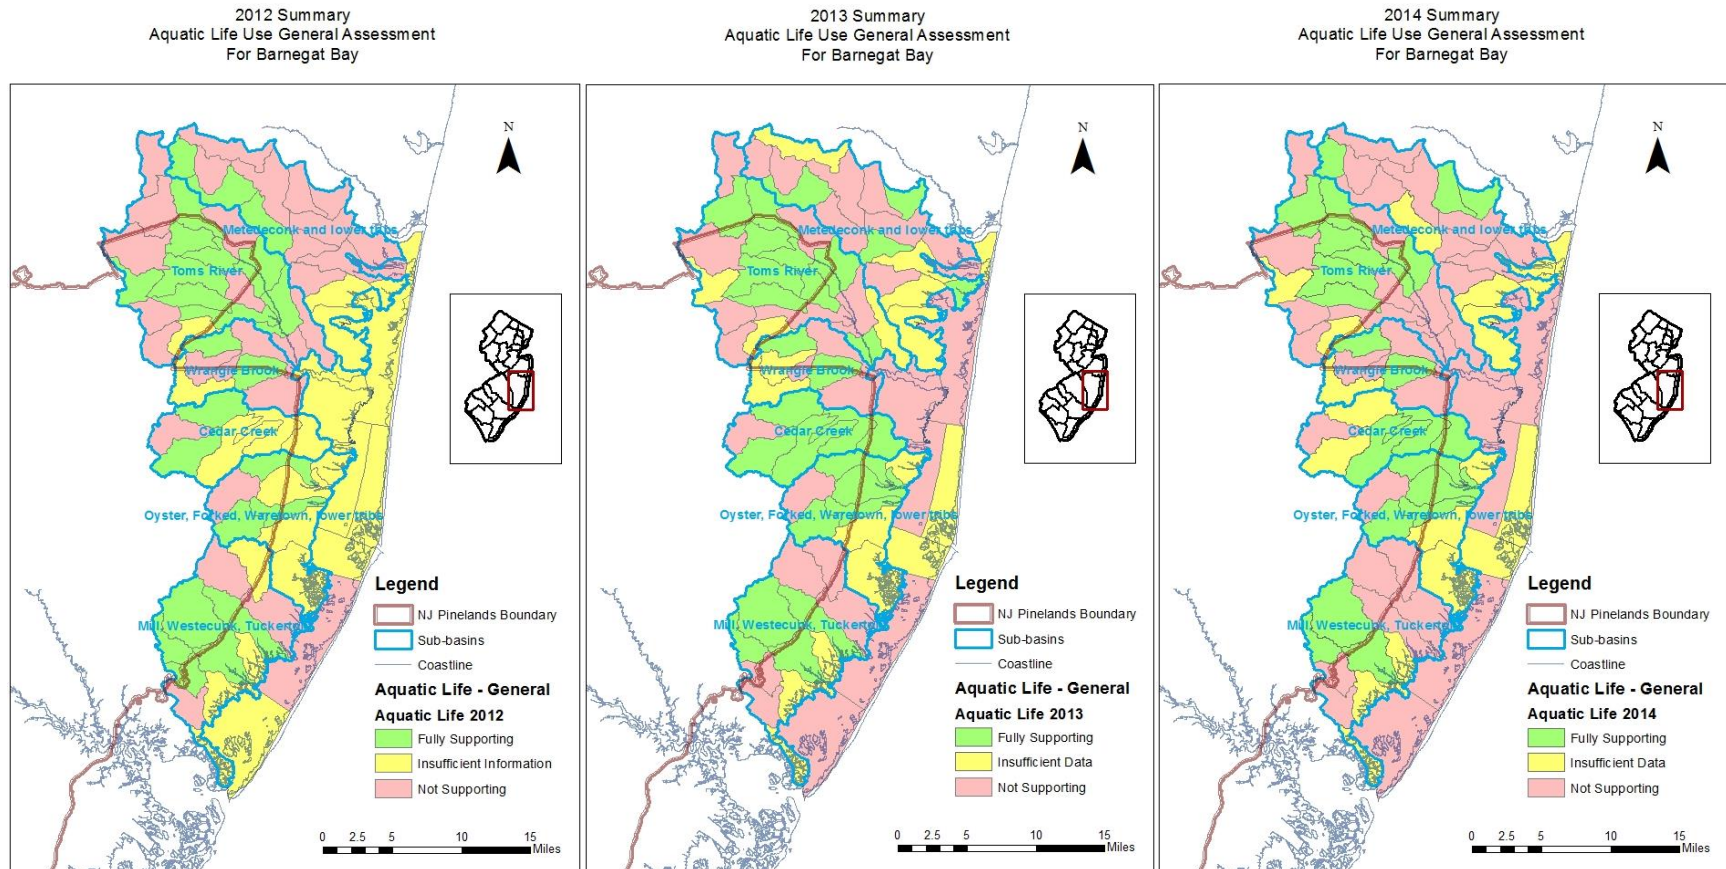 2012 Summary
Aquatic Life Use General Assessment
For Barnegat Bay
N
Metedeconk and lower tribs
Toms River
Wrangle Brook
Cedar Creek
Oyster, Forked, Waretown, lower tribs
Mill, Westecunk, Tuckerton
Legend
NJ Pinelands Boundary
Sub-basins
Coastline
Aquatic Life - General
Aquatic Life 2012
Fully Supporting
Insufficient Information
Not Supporting
0 2.5 5 10 15
Miles
2013 Summary
Aquatic Life Use General Assessment
For Barnegat Bay
N
Metedeconk and lower tribs
Toms River
Wrangle Brook
Cedar Creek
Oyster, Forked, Waretown, lower tribs
Mill, Westecunk, Tuckerton
Legend
NJ Pinelands Boundary
Sub-basins
Coastline
Aquatic Life - General
Aquatic Life 2013
Fully Supporting
Insufficient Data
Not Supporting
0 2.5 5 10 15
Miles
2014 Summary
Aquatic Life Use General Assessment
For Barnegat Bay
N
Metedeconk and lower tribs
Toms River
Wrangle Brook
Cedar Creek
Oyster, Forked, Waretown, lower tribs
Mill, Westecunk, Tuckerton
Legend
NJ Pinelands Boundary
Sub-basins
Coastline
Aquatic Life - General
Aquatic Life 2014
Fully Supporting
Insufficient Data
Not Supporting
0 2.5 5 10 15
Miles